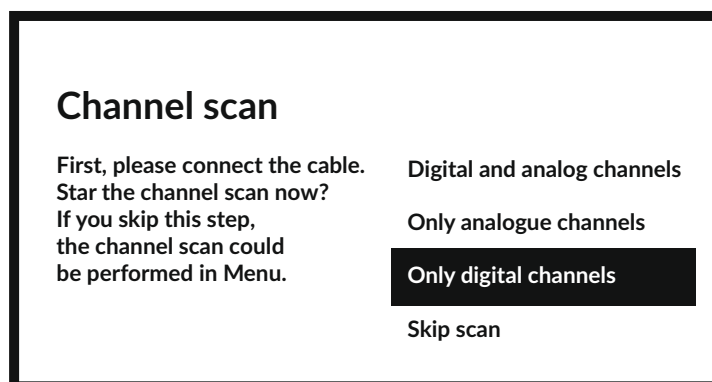 Channel scan
First, please connect the cable.
Star the channel scan now?
If you skip this step,
the channel scan could
be performed in Menu.
Digital and analog channels
Only analogue channels
Only digital channels
Skip scan